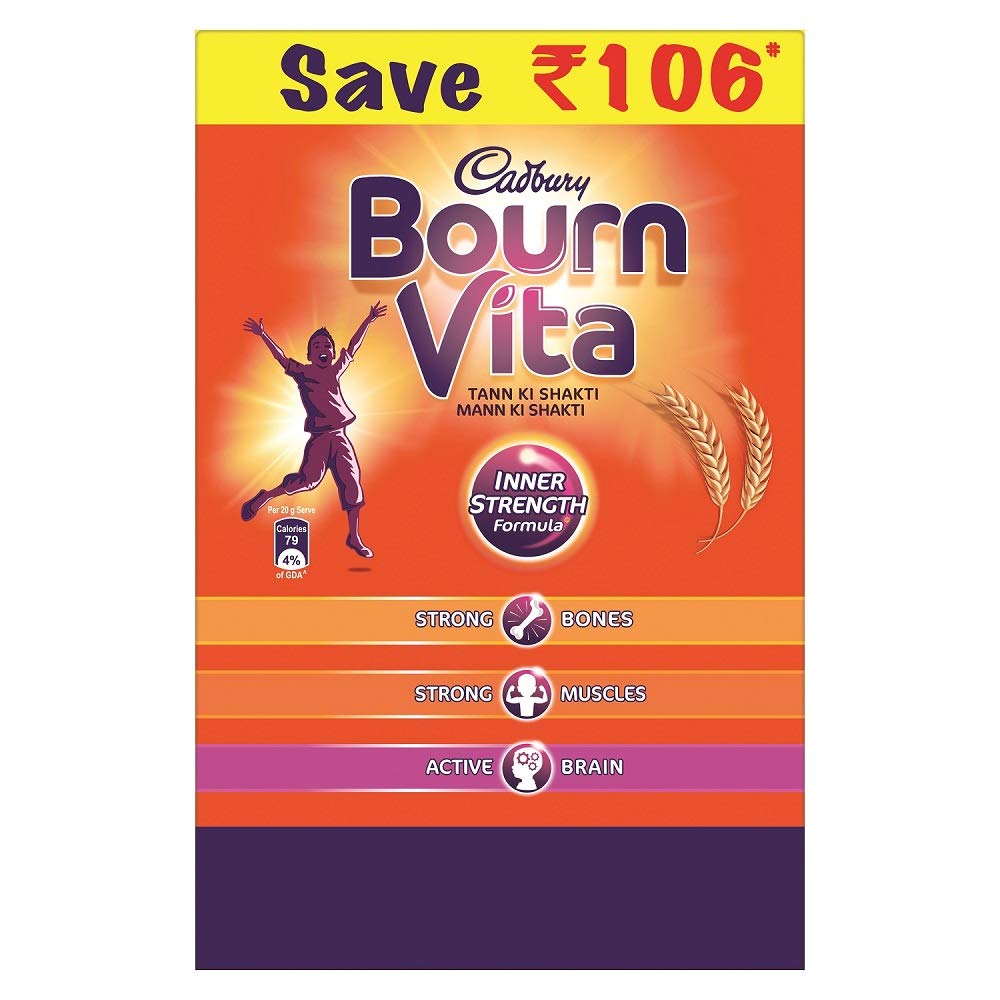 Save ₹106#
Cadbury
Bourn
Vita
TANN KI SHAKTI
MANN KI SHAKTI
INNER
STRENGTH
Formula
Per 20 g Serve
Calories
79
4%
of GDA^
STRONG BONES
STRONG MUSCLES
ACTIVE BRAIN